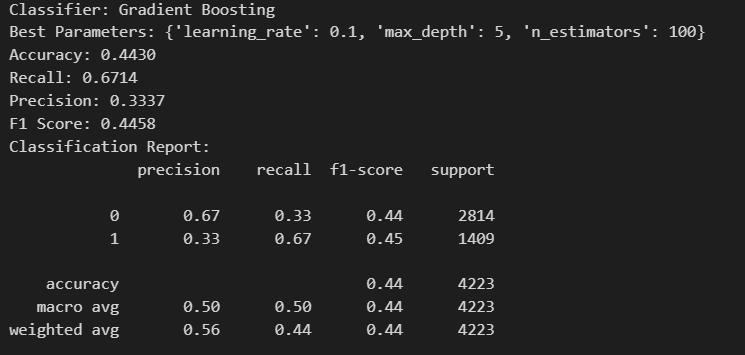 Classifier: Gradient Boosting
Best Parameters: {'learning_rate': 0.1, 'max_depth': 5, 'n_estimators': 100}
Accuracy: 0.4430
Recall: 0.6714
Precision: 0.3337
F1 Score: 0.4458
Classification Report:
              precision    recall  f1-score   support

           0       0.67      0.33      0.44      2814
           1       0.33      0.67      0.45      1409

    accuracy                           0.44      4223
   macro avg       0.50      0.50      0.44      4223
weighted avg       0.56      0.44      0.44      4223